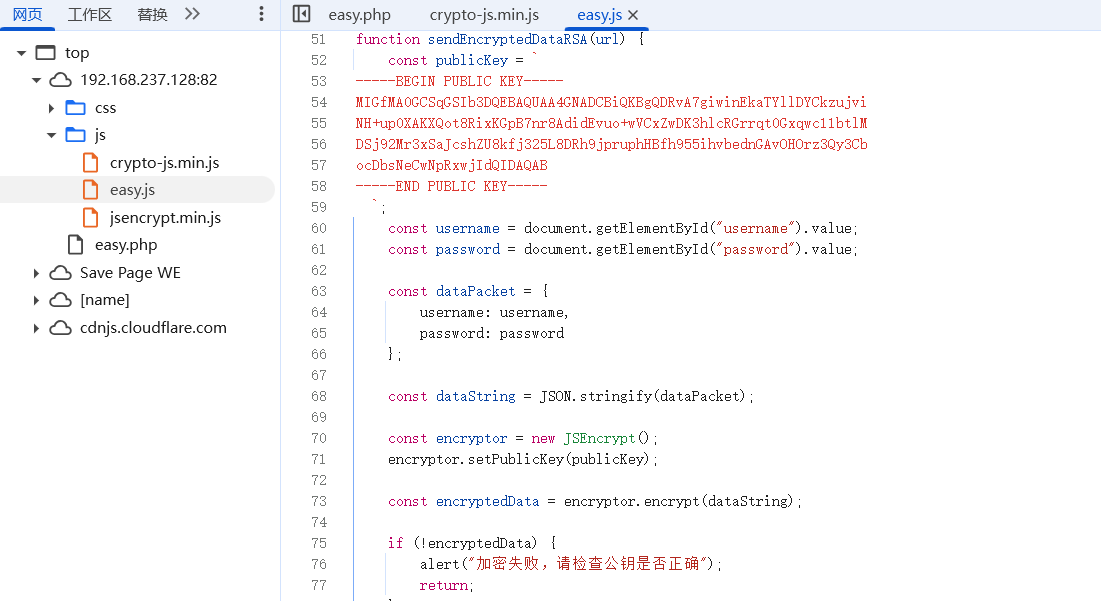 网页 工作区 替换
easy.php crypto-js.min.js easy.js
top
192.168.237.128:82
css
js
crypto-js.min.js
easy.js
jsencrypt.min.js
easy.php
Save Page WE
[name]
cdnjs.cloudflare.com
51 function sendEncryptedDataRSA(url) {
52 const publicKey = `
53 -----BEGIN PUBLIC KEY-----
54 MIGfMA0GCSqGSIb3DQEBAQUAA4GNADCBiQKBgQDRvA7giwinEkaTYllDYCkzujvi
55 NH+up0XAKXQot8RixKGpB7nr8AdidEvuo+wVCxZwDK3hlcRGrrqt0Gxqwc11btlM
56 DSj92Mr3xSaJcshZU8kfj325L8DRh9jpruphHBfh955ihvbednGAvOHOrz3Qy3Cb
57 ocDbsNeCwNpRxwjIdQIDAQAB
58 -----END PUBLIC KEY-----
59 `;
60 const username = document.getElementById("username").value;
61 const password = document.getElementById("password").value;
62
63 const dataPacket = {
64 username: username,
65 password: password
66 };
67
68 const dataString = JSON.stringify(dataPacket);
69
70 const encryptor = new JSEncrypt();
71 encryptor.setPublicKey(publicKey);
72
73 const encryptedData = encryptor.encrypt(dataString);
74
75 if (!encryptedData) {
76 alert("加密失败，请检查公钥是否正确");
77 return;